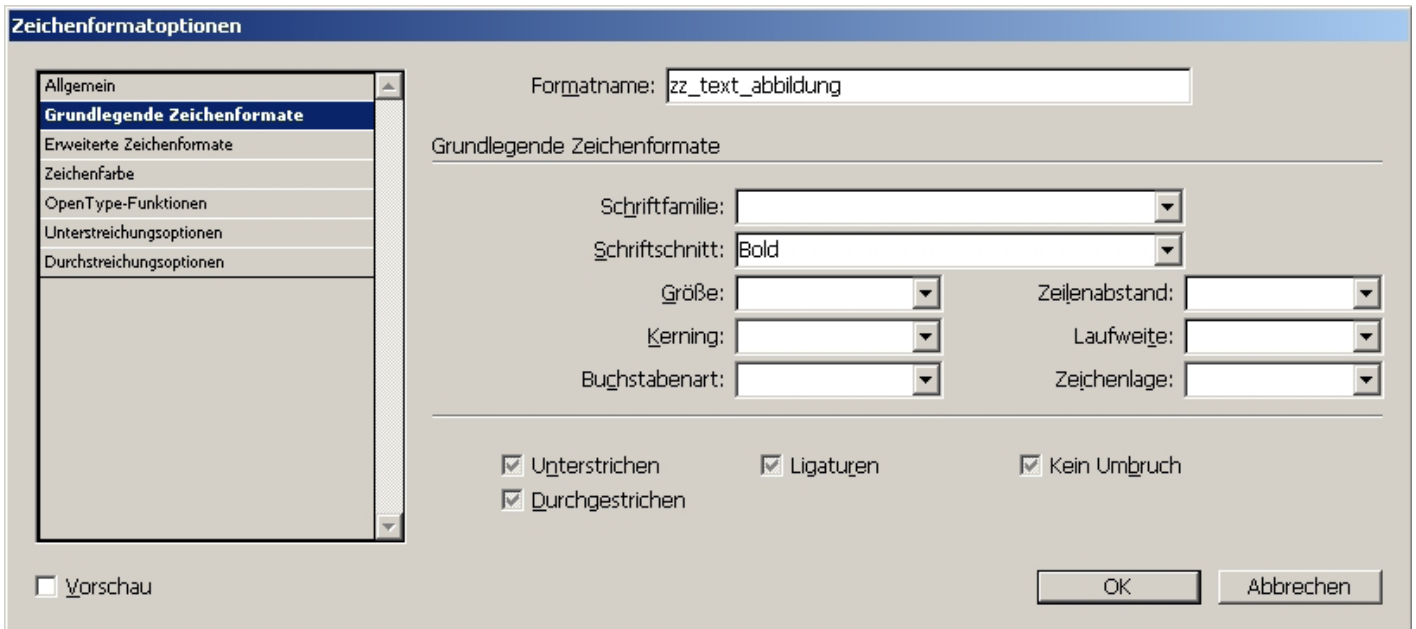 Zeichenformatoptionen
Allgemein
Grundlegende Zeichenformate
Erweiterte Zeichenformate
Zeichenfarbe
OpenType-Funktionen
Unterstreichungsoptionen
Durchstreichungsoptionen
Formatname: zz_text_abbildung
Grundlegende Zeichenformate
Schriftfamilie:
Schriftschnitt: Bold
Größe: Zeilenabstand:
Kerning: Laufweite:
Buchstabenart: Zeichenlage:
Unterstrichen Ligaturen Kein Umbruch
Durchgestrichen
Vorschau OK Abbrechen